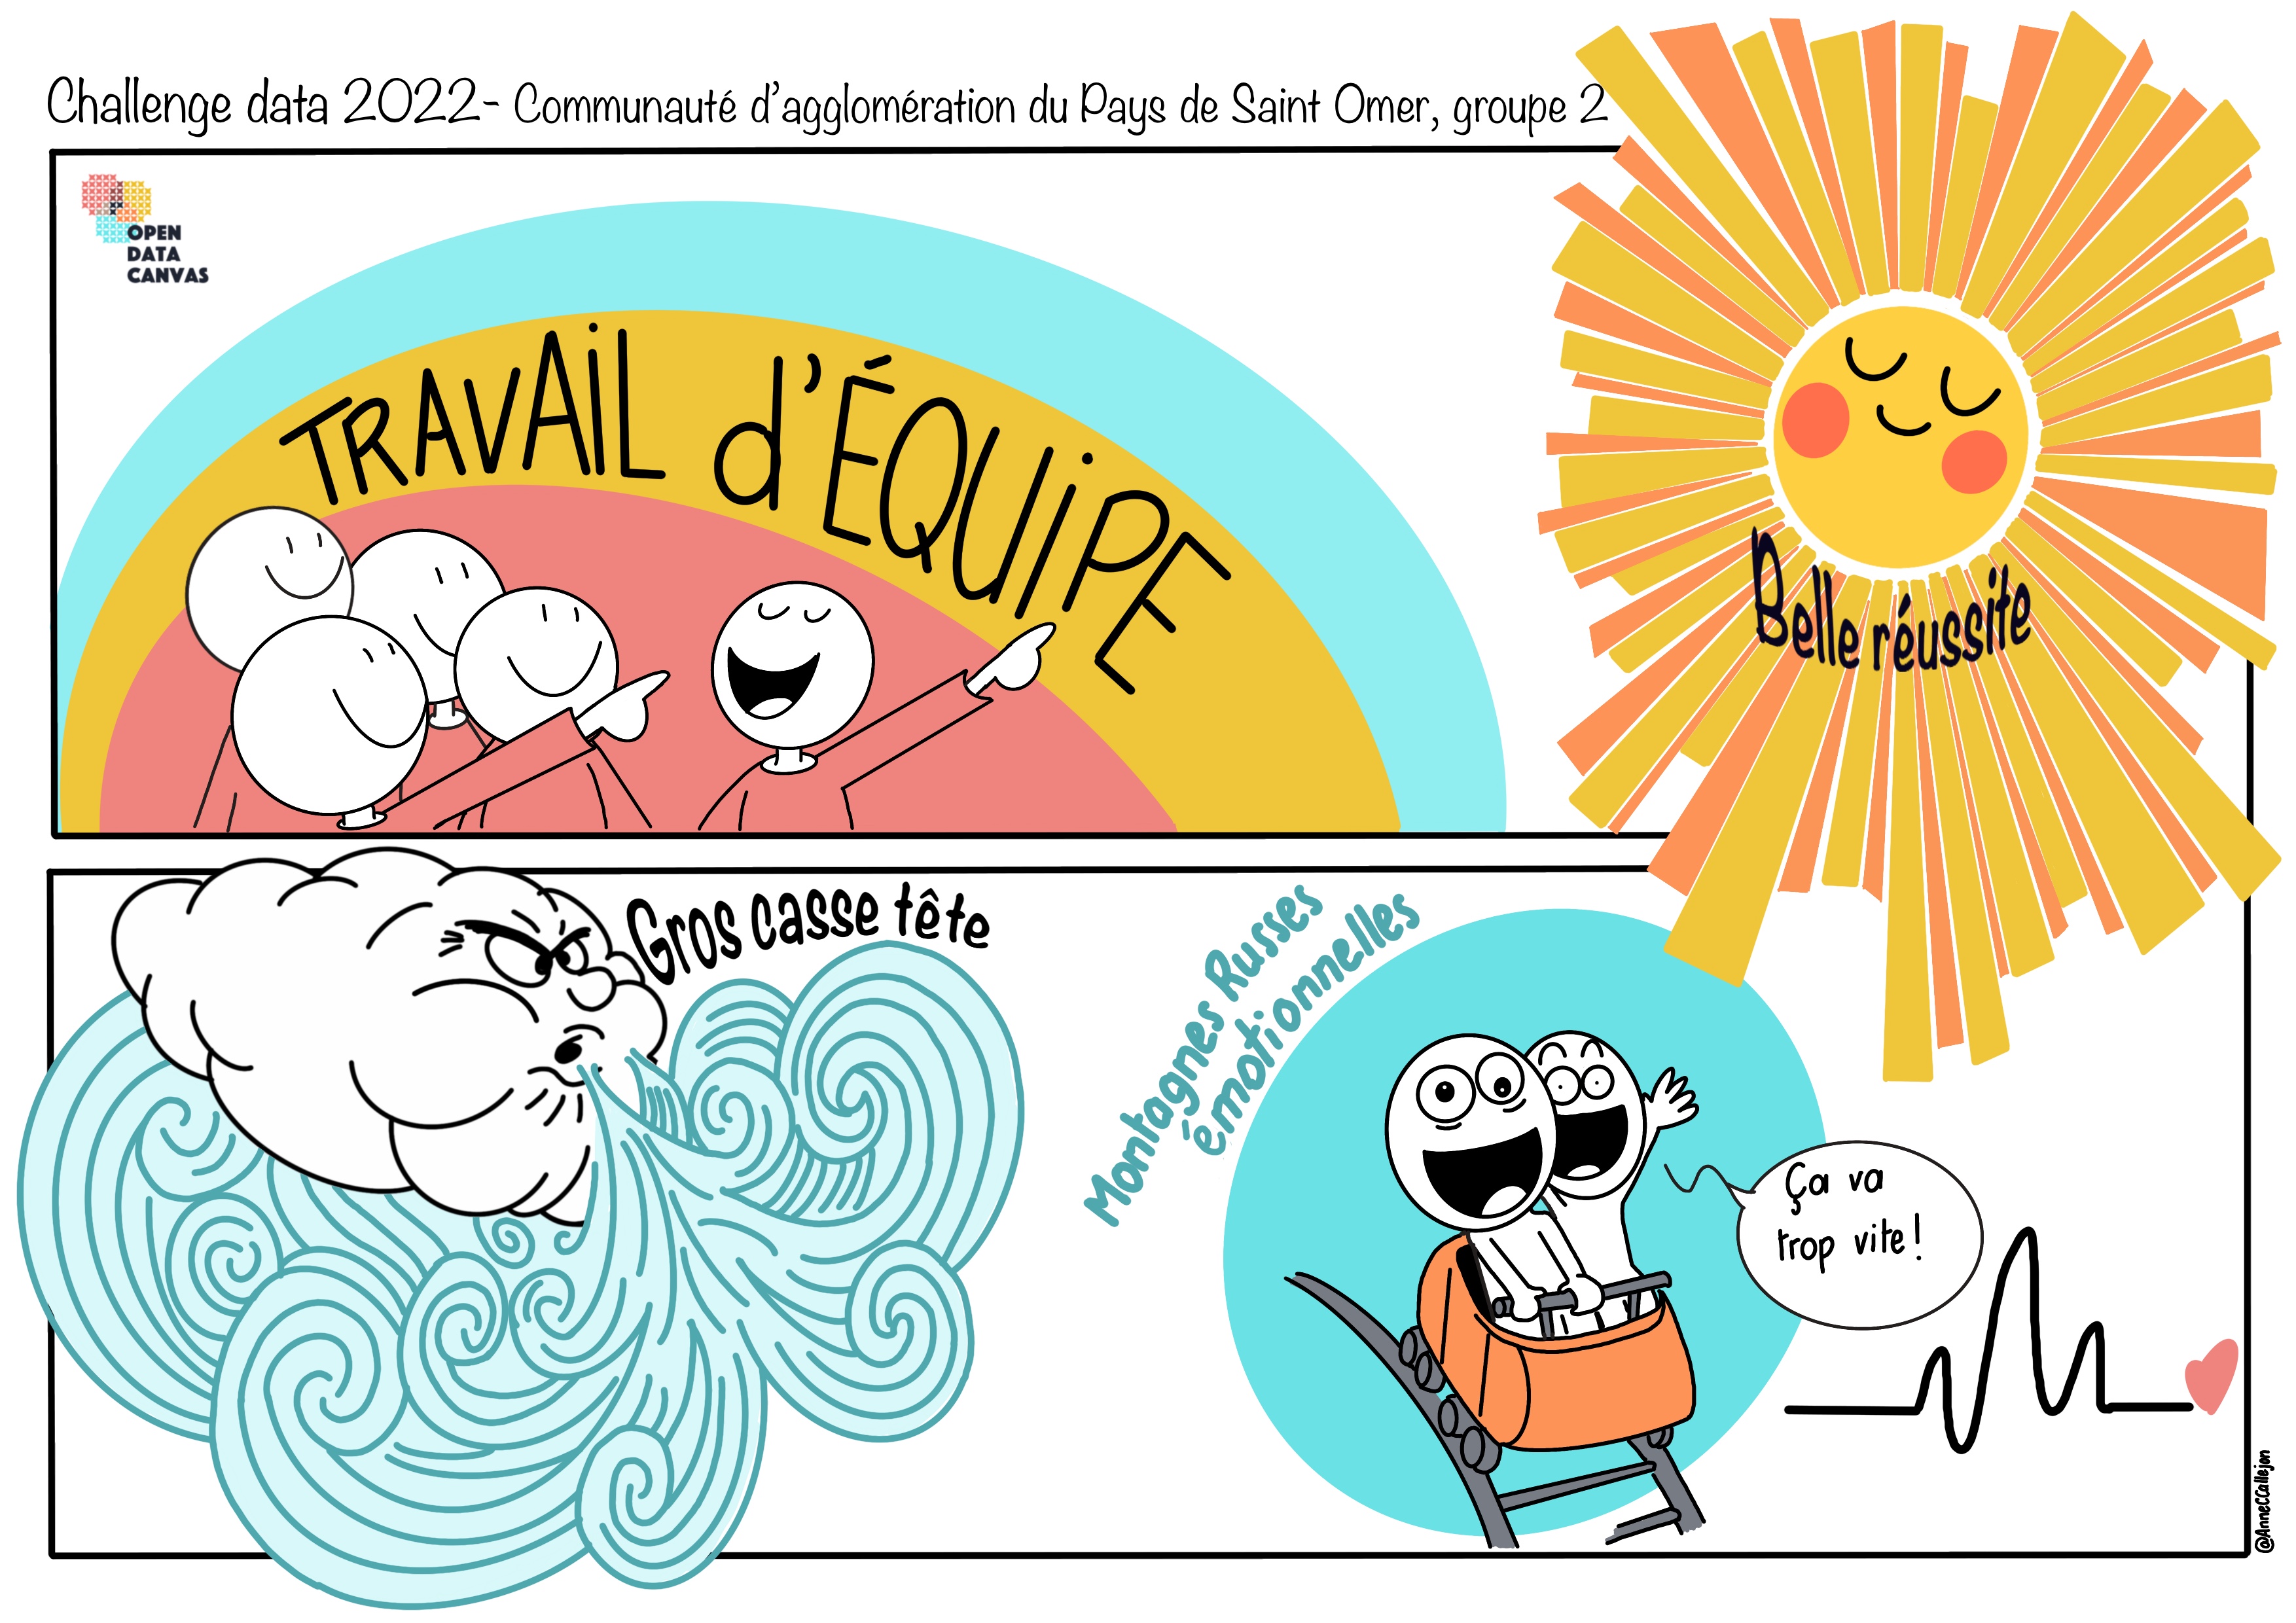 Challenge data 2022- Communauté d'agglomération du Pays de Saint Omer, groupe 2
OPEN
DATA
CANVAS
TRAVAIL d'ÉQUIPE
Belle réussite
Gros casse tête
Montagnes Russes
émotionnelles
Ça va
trop vite !
@AnneCCallejon